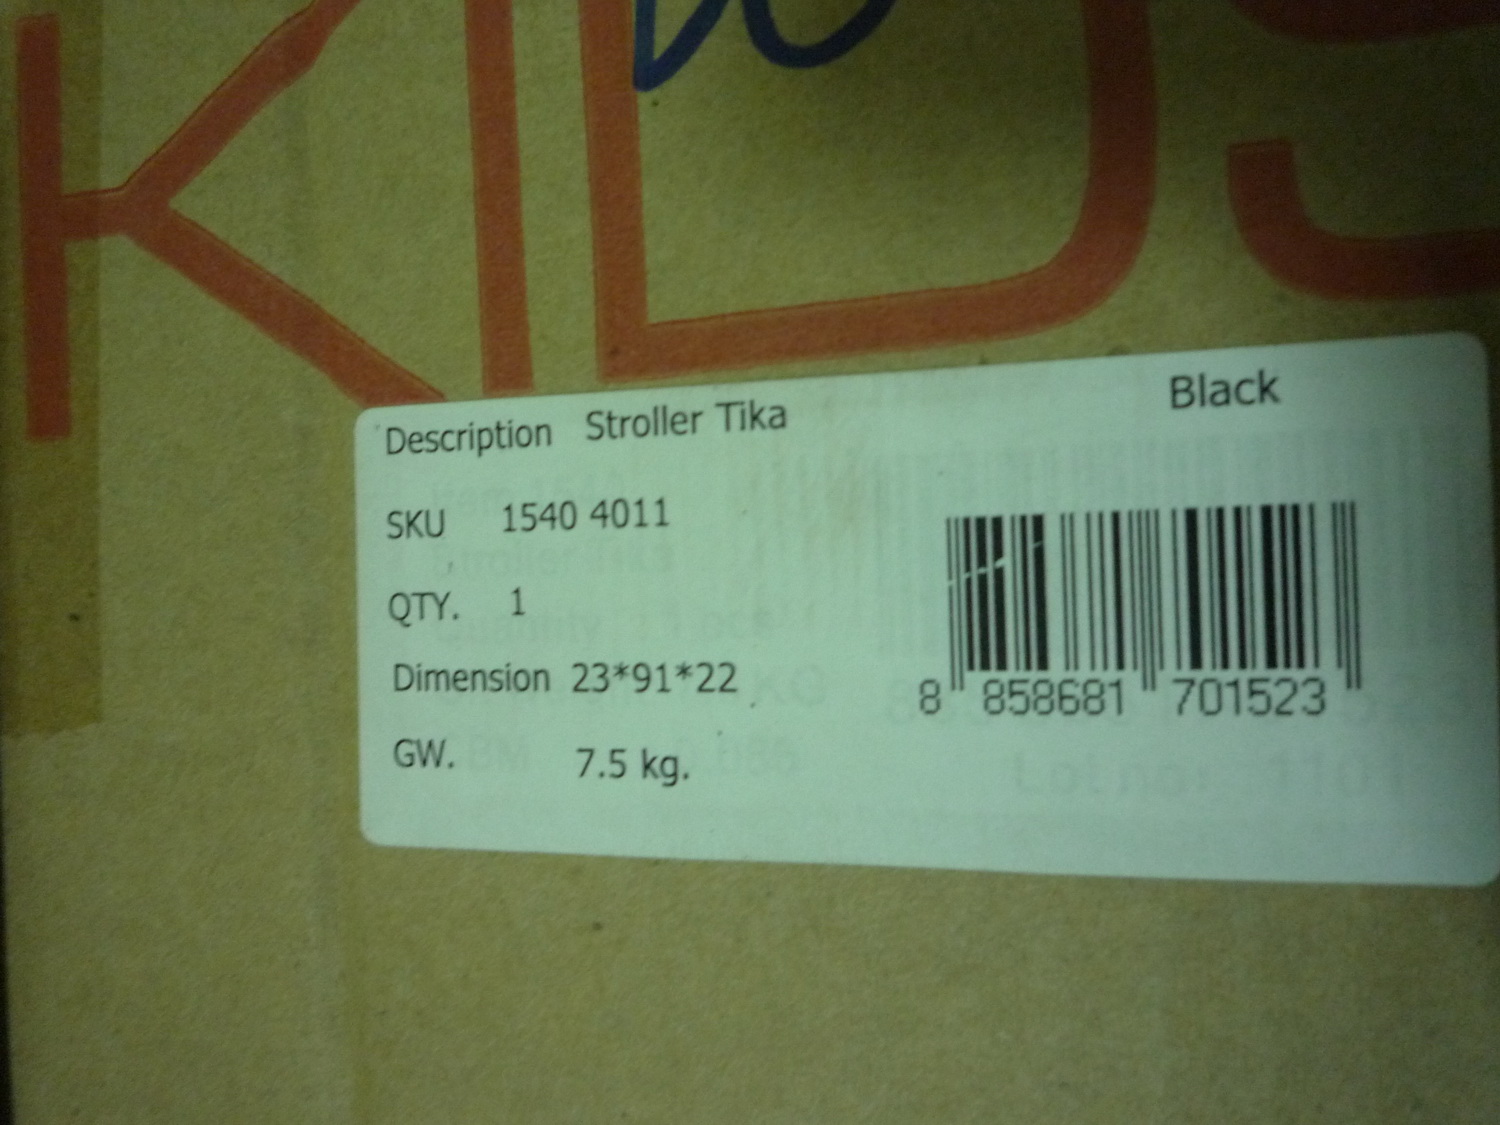 KIDS
Description Stroller Tika Black
SKU 1540 4011
QTY. 1
Dimension 23*91*22
GW. 7.5 kg.
8 858681 701523